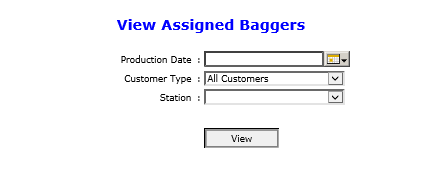 View Assigned Baggers
Production Date :
Customer Type : All Customers
Station :
View